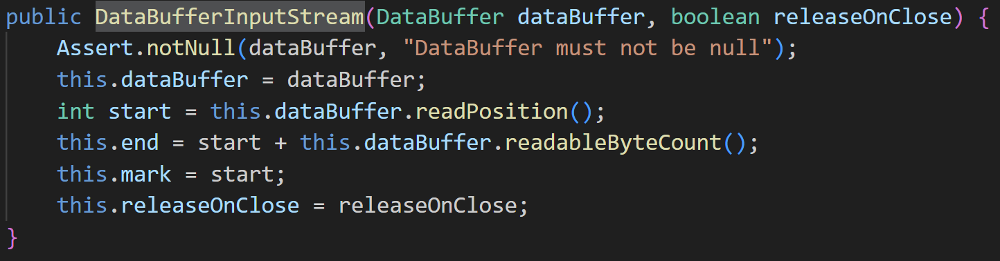 public DataBufferInputStream(DataBuffer dataBuffer, boolean releaseOnClose) {
    Assert.notNull(dataBuffer, "DataBuffer must not be null");
    this.dataBuffer = dataBuffer;
    int start = this.dataBuffer.readPosition();
    this.end = start + this.dataBuffer.readableByteCount();
    this.mark = start;
    this.releaseOnClose = releaseOnClose;
}